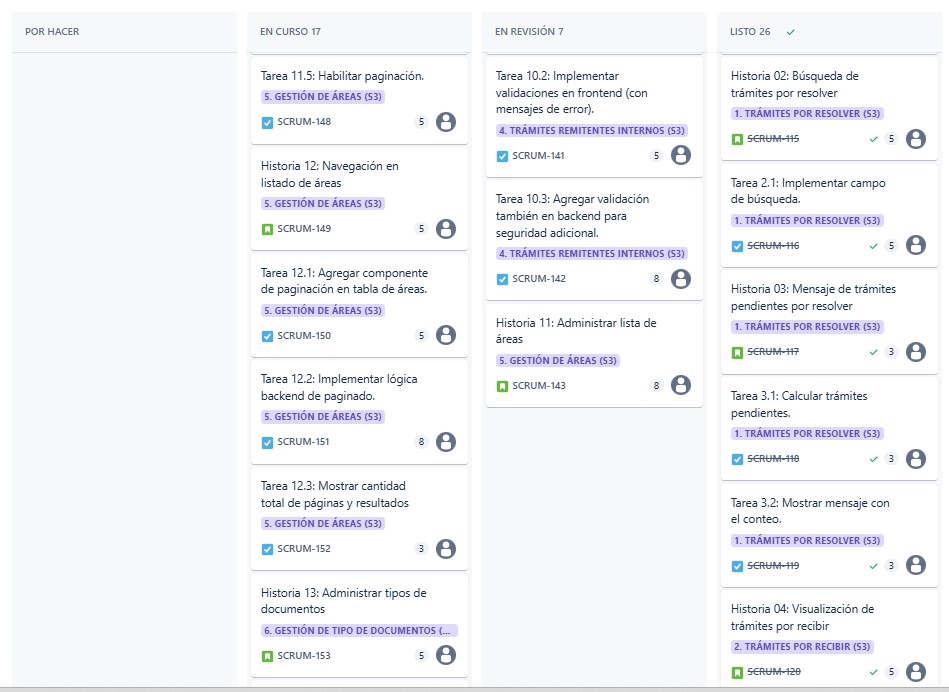 POR HACER
EN CURSO 17
Tarea 11.5: Habilitar paginación.
5. GESTIÓN DE ÁREAS (S3)
SCRUM-148
5
Historia 12: Navegación en
listado de áreas
5. GESTIÓN DE ÁREAS (S3)
SCRUM-149
5
Tarea 12.1: Agregar componente
de paginación en tabla de áreas.
5. GESTIÓN DE ÁREAS (S3)
SCRUM-150
5
Tarea 12.2: Implementar lógica
backend de paginado.
5. GESTIÓN DE ÁREAS (S3)
SCRUM-151
8
Tarea 12.3: Mostrar cantidad
total de páginas y resultados
5. GESTIÓN DE ÁREAS (S3)
SCRUM-152
3
Historia 13: Administrar tipos de
documentos
6. GESTIÓN DE TIPO DE DOCUMENTOS (...
SCRUM-153
5
EN REVISIÓN 7
Tarea 10.2: Implementar
validaciones en frontend (con
mensajes de error).
4. TRÁMITES REMITENTES INTERNOS (S3)
SCRUM-141
5
Tarea 10.3: Agregar validación
también en backend para
seguridad adicional.
4. TRÁMITES REMITENTES INTERNOS (S3)
SCRUM-142
8
Historia 11: Administrar lista de
áreas
5. GESTIÓN DE ÁREAS (S3)
SCRUM-143
8
LISTO 26
Historia 02: Búsqueda de
trámites por resolver
1. TRÁMITES POR RESOLVER (S3)
SCRUM-115
5
Tarea 2.1: Implementar campo
de búsqueda.
1. TRÁMITES POR RESOLVER (S3)
SCRUM-116
5
Historia 03: Mensaje de trámites
pendientes por resolver
1. TRÁMITES POR RESOLVER (S3)
SCRUM-117
3
Tarea 3.1: Calcular trámites
pendientes.
1. TRÁMITES POR RESOLVER (S3)
SCRUM-118
3
Tarea 3.2: Mostrar mensaje con
el conteo.
1. TRÁMITES POR RESOLVER (S3)
SCRUM-119
3
Historia 04: Visualización de
trámites por recibir
2. TRÁMITES POR RECIBIR (S3)
SCRUM-120
5